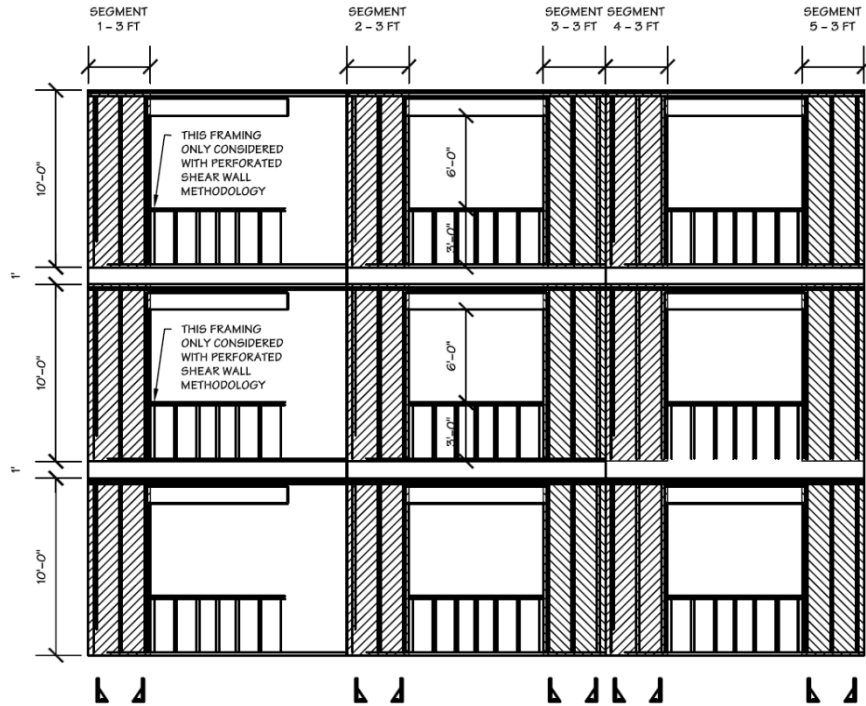 SEGMENT
1 - 3 FT
SEGMENT
2 - 3 FT
SEGMENT
3 - 3 FT
SEGMENT
4 - 3 FT
SEGMENT
5 - 3 FT
10'-0"
THIS FRAMING
ONLY CONSIDERED
WITH PERFORATED
SHEAR WALL
METHODOLOGY
6'-0"
3'-0"
1'
10'-0"
THIS FRAMING
ONLY CONSIDERED
WITH PERFORATED
SHEAR WALL
METHODOLOGY
6'-0"
3'-0"
1'
10'-0"